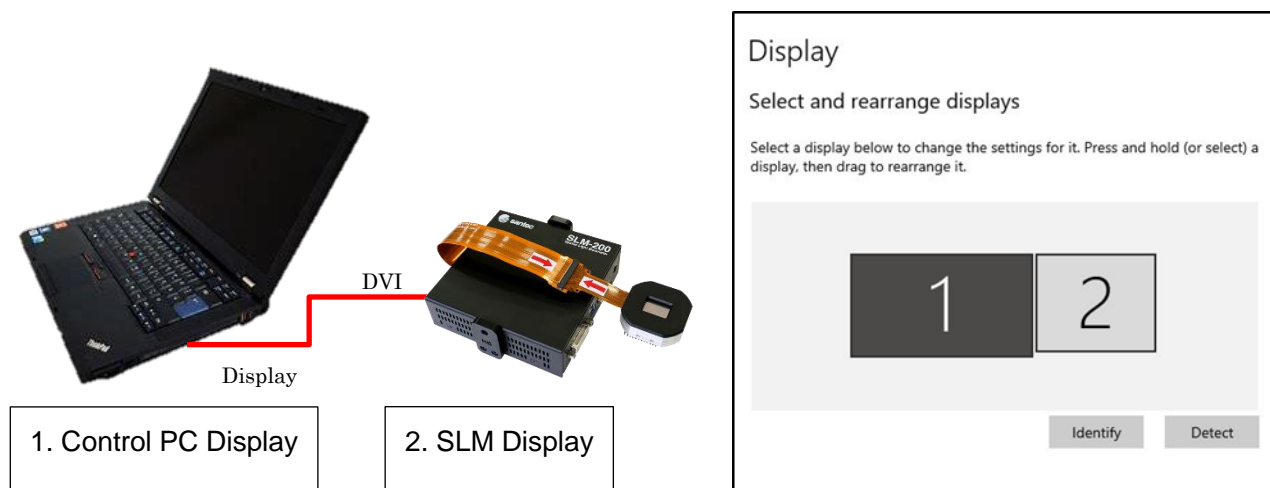 santec
SLM-200
DVI
Display
ThinkPad
1. Control PC Display
2. SLM Display
Display
Select and rearrange displays
Select a display below to change the settings for it. Press and hold (or select) a
display, then drag to rearrange it.
1
2
Identify
Detect